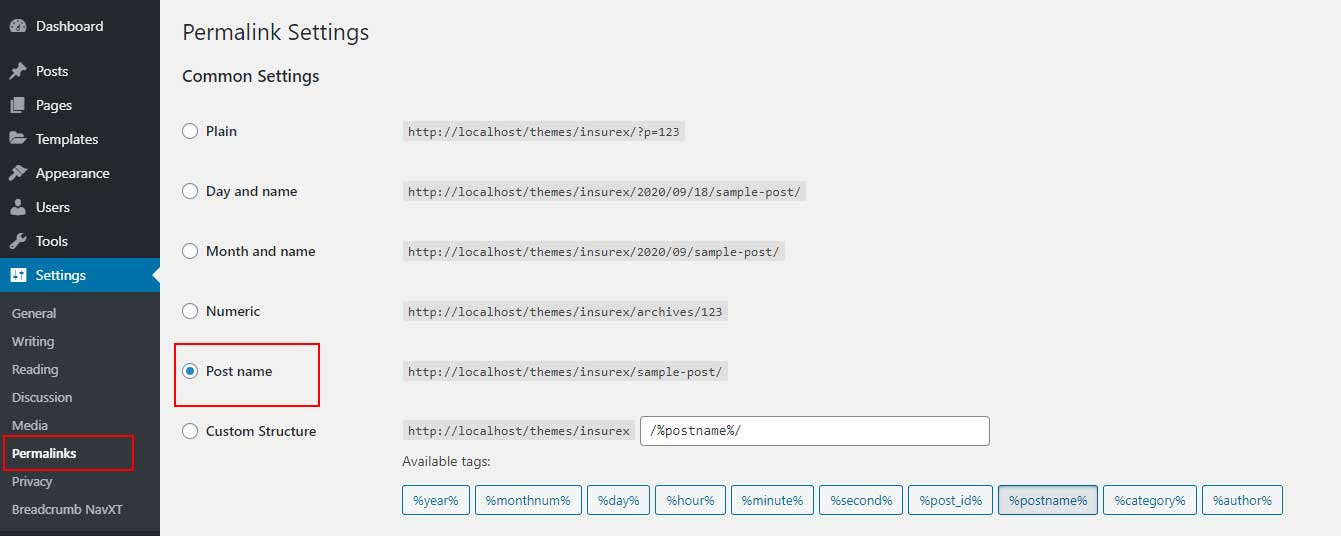 Dashboard
Posts
Pages
Templates
Appearance
Users
Tools
Settings
General
Writing
Reading
Discussion
Media
Permalinks
Privacy
Breadcrumb NavXT
Permalink Settings
Common Settings
Plain http://localhost/themes/insurex/?p=123
Day and name http://localhost/themes/insurex/2020/09/18/sample-post/
Month and name http://localhost/themes/insurex/2020/09/sample-post/
Numeric http://localhost/themes/insurex/archives/123
Post name http://localhost/themes/insurex/sample-post/
Custom Structure http://localhost/themes/insurex /%postname%/
Available tags:
%year% %monthnum% %day% %hour% %minute% %second% %post_id% %postname% %category% %author%